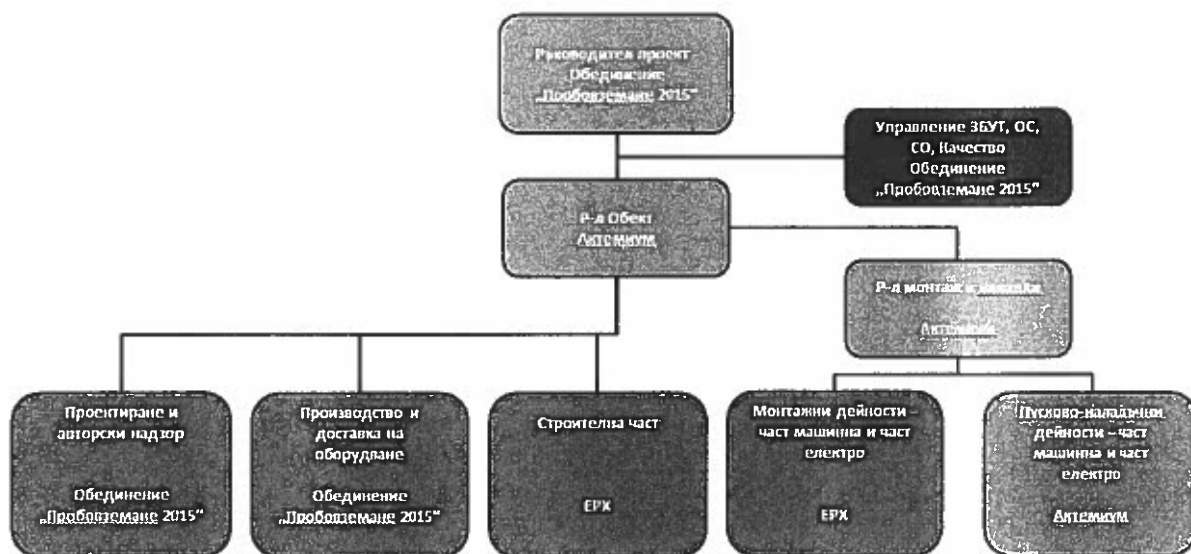 Ръководител проект
Обединение
„Пробовземане 2015“
Управление ЗБУТ, ОС,
СО, Качество
Обединение
„Пробовземане 2015“
Р-л Обект
Актемиум
Р-л монтаж и
Актемиум
Проектиране и
авторски надзор
Обединение
„Пробовземане 2015“
Производство и
доставка на
оборудване
Обединение
„Пробовземане 2015“
Строителна част
ЕРХ
Монтажни дейности –
част машинна и част
електро
ЕРХ
Пусково-наладъчни
дейности – част
машинна и част
електро
Актемиум